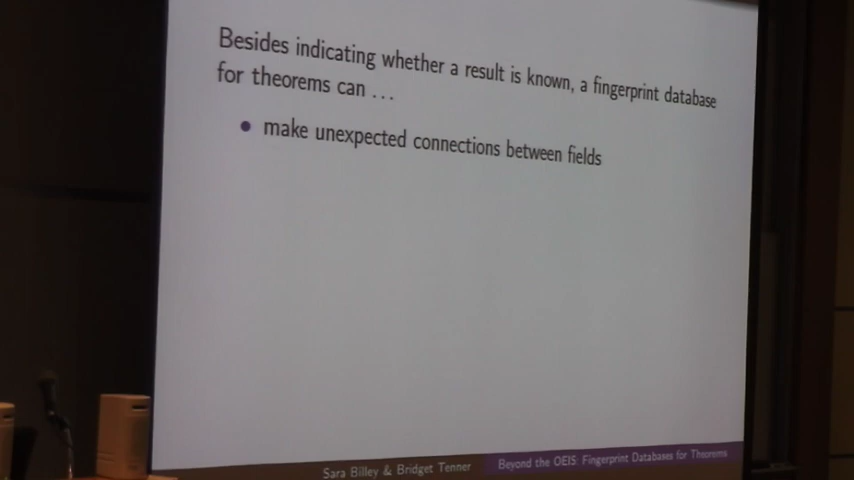 Besides indicating whether a result is known, a fingerprint database
for theorems can ...
• make unexpected connections between fields
Sara Billey & Bridget Tenner
Beyond the OEIS: Fingerprint Databases for Theorems